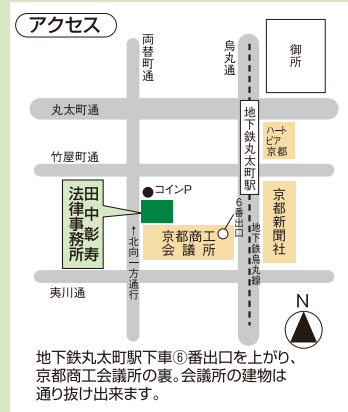 アクセス
両替町通
烏丸通
御所
丸太町通
地下鉄丸太町駅
ハート
ピア
京都
竹屋町通
田中彰寿
法律事務所
コインP
6番出口
京都新聞社
京都商工
会議所
地下鉄烏丸線
↑北向一方通行
夷川通
N
地下鉄丸太町駅下車⑥番出口を上がり、
京都商工会議所の裏。会議所の建物は
通り抜け出来ます。